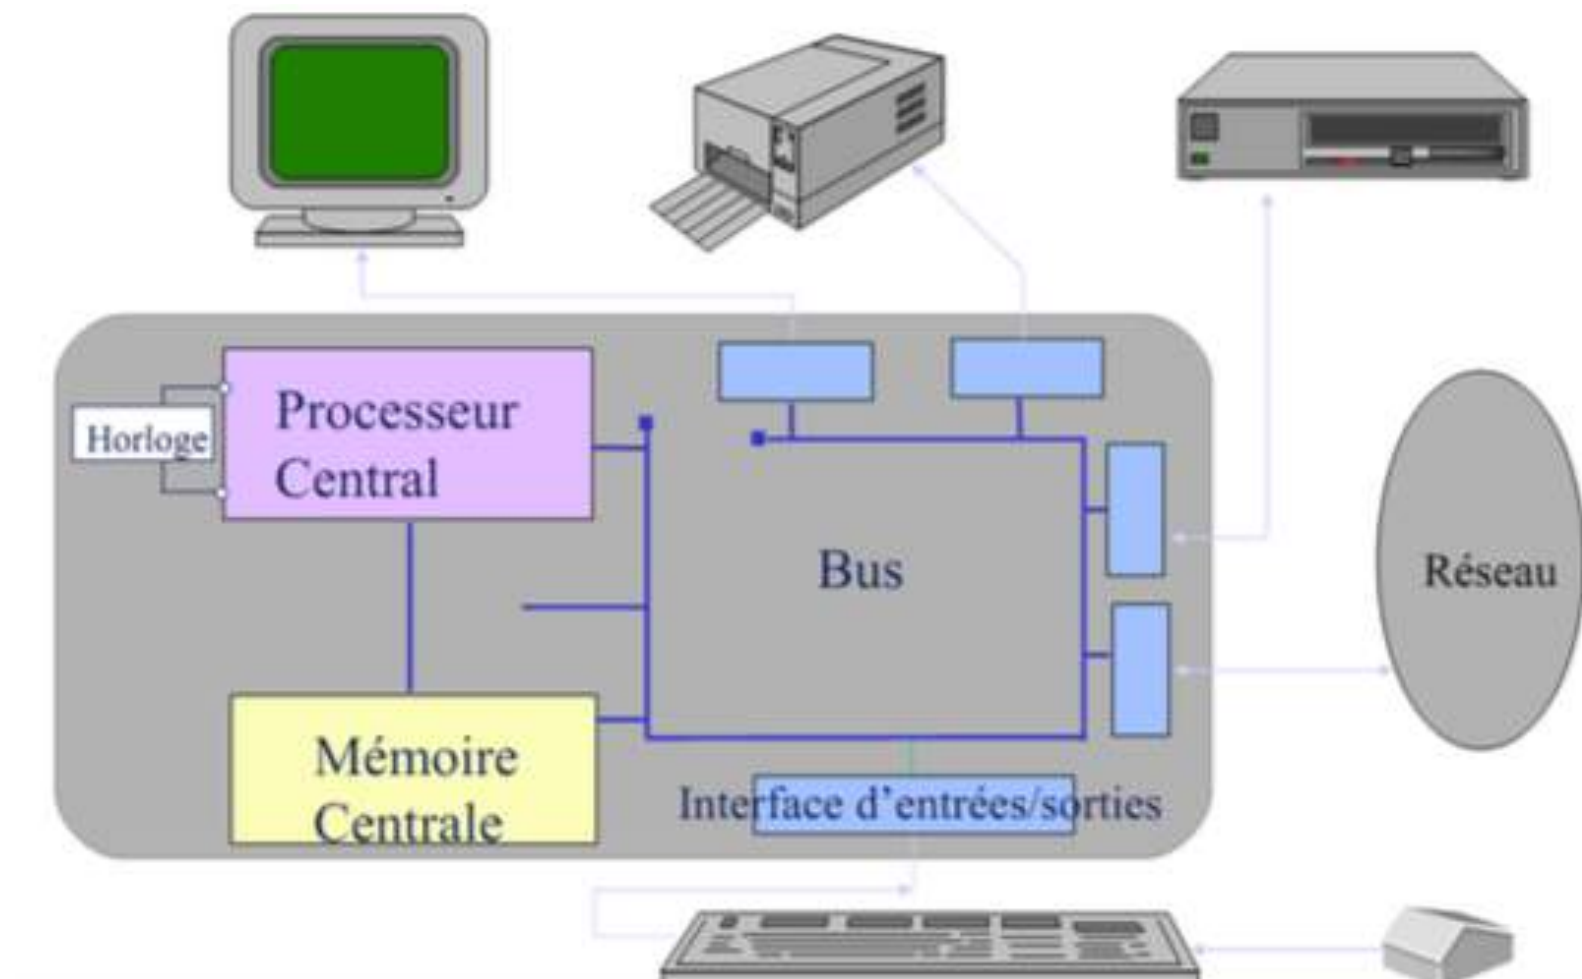 Processeur
Central
Horloge
Bus
Réseau
Mémoire
Centrale
Interface d'entrées/sorties